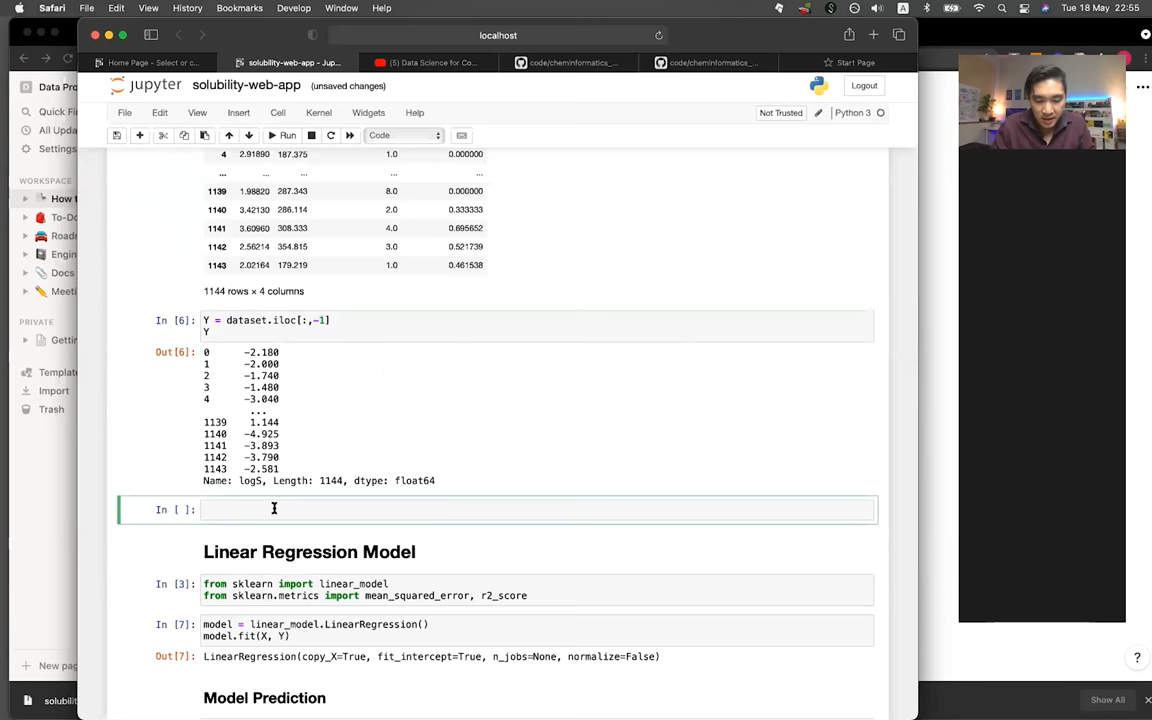 Safari File Edit View History Bookmarks Develop Window Help A Tue 18 May 22:55
localhost
Home Page - Select or c...
solubility-web-app - Jup...
(5) Data Science for Co...
code/cheminformatics_...
code/cheminformatics_...
Start Page
jupyter solubility-web-app (unsaved changes)
Logout
File Edit View Insert Cell Kernel Widgets Help
Not Trusted Python 3
Run Code
4 2.91890 187.375 1.0 0.000000
... ... ... ... ...
1139 1.98820 287.343 8.0 0.000000
1140 3.42130 286.114 2.0 0.333333
1141 3.60960 308.333 4.0 0.695652
1142 2.56214 354.815 3.0 0.521739
1143 2.02164 179.219 1.0 0.461538
1144 rows × 4 columns
In [6]: Y = dataset.iloc[:,-1]
Y
Out[6]: 0 -2.180
1 -2.000
2 -1.740
3 -1.480
4 -3.040
...
1139 1.144
1140 -4.925
1141 -3.893
1142 -3.790
1143 -2.581
Name: logS, Length: 1144, dtype: float64
In [ ]:
Linear Regression Model
In [3]: from sklearn import linear_model
from sklearn.metrics import mean_squared_error, r2_score
In [7]: model = linear_model.LinearRegression()
model.fit(X, Y)
Out[7]: LinearRegression(copy_X=True, fit_intercept=True, n_jobs=None, normalize=False)
Model Prediction
D Data Pro
Quick Fin
All Upda
Settings
WORKSPACE
How t
To-Do
Roadm
Engin
Docs
Meeti
PRIVATE
Getti
Templat
Import
Trash
New pag
solubilit
Show All
?